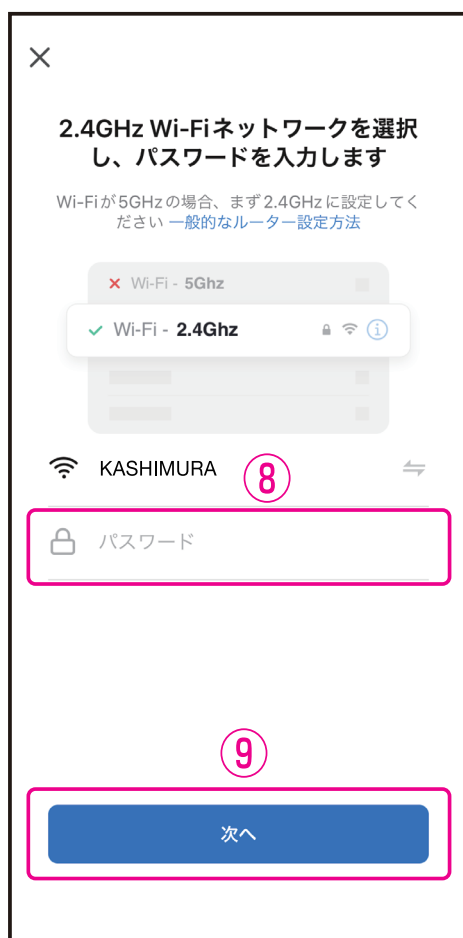 2.4GHz Wi-Fiネットワークを選択
し、パスワードを入力します
Wi-Fiが5GHzの場合、まず2.4GHzに設定してく
ださい 一般的なルーター設定方法
Wi-Fi - 5Ghz
Wi-Fi - 2.4Ghz
KASHIMURA
⑧
パスワード
⑨
次へ